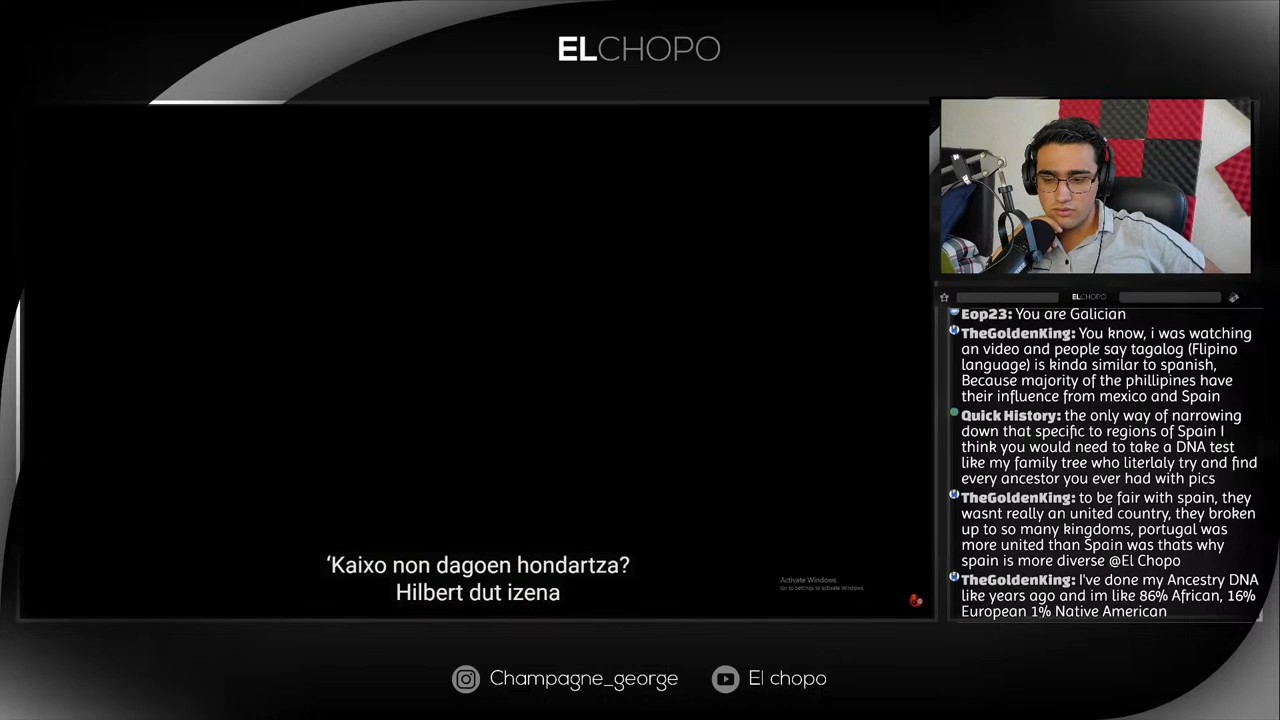 ELCHOPO
ELCHOPO
Eop23: You are Galician
TheGoldenKing: You know, i was watching
an video and people say tagalog (Flipino
language) is kinda similar to spanish,
Because majority of the phillipines have
their influence from mexico and Spain
Quick History: the only way of narrowing
down that specific to regions of Spain I
think you would need to take a DNA test
like my family tree who literlaly try and find
every ancestor you ever had with pics
TheGoldenKing: to be fair with spain, they
wasnt really an united country, they broken
up to so many kingdoms, portugal was
more united than Spain was thats why
spain is more diverse @El Chopo
TheGoldenKing: I've done my Ancestry DNA
like years ago and im like 86% African, 16%
European 1% Native American
‘Kaixo non dagoen hondartza?
Hilbert dut izena
Activate Windows
Go to Settings to activate Windows.
Champagne_george
El chopo